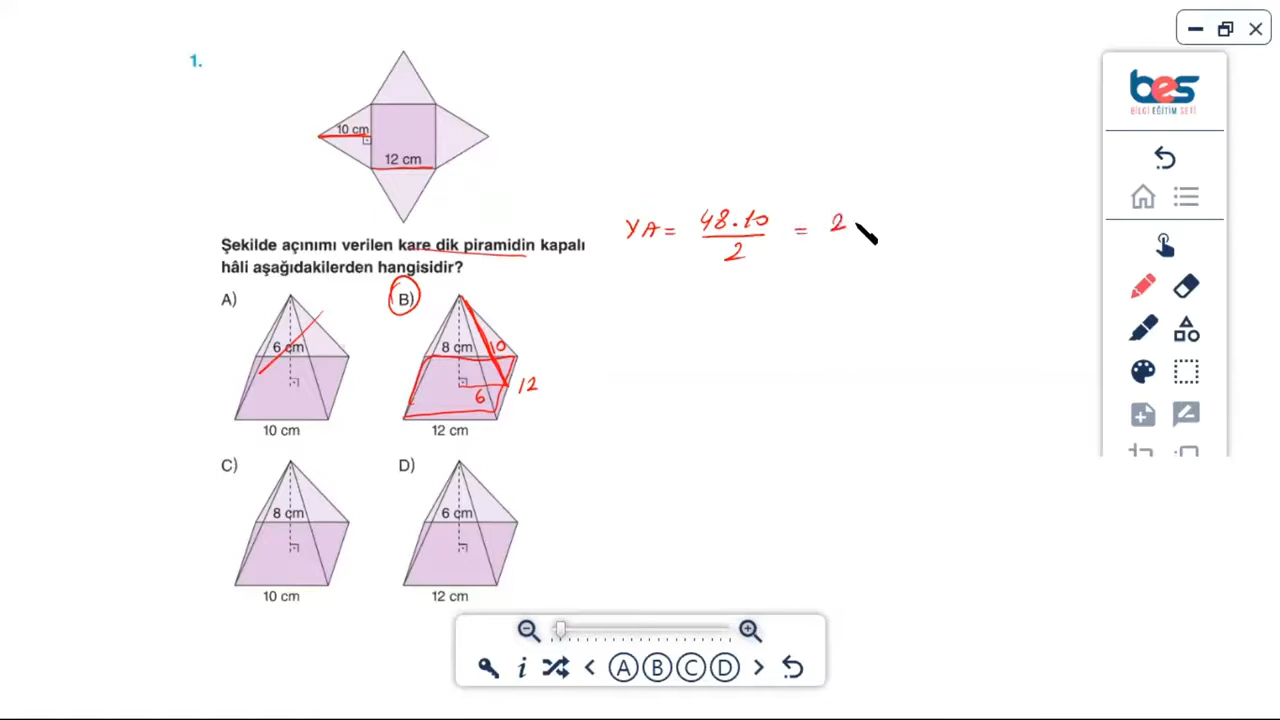 1.
10 cm
12 cm
Şekilde açınımı verilen kare dik piramidin kapalı
hâli aşağıdakilerden hangisidir?
A)
6 cm
10 cm
B)
8 cm
10
6
12
12 cm
C)
8 cm
10 cm
D)
6 cm
12 cm
YA = 48.10 / 2 = 2
bes
BİLGİ EĞİTİM SETİ
i
A B C D